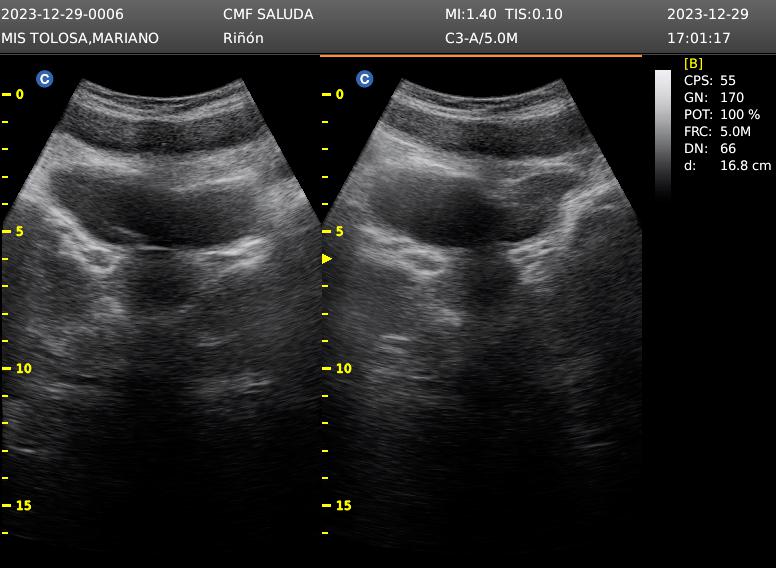 2023-12-29-0006 CMF SALUDA MI:1.40 TIS:0.10 2023-12-29
MIS TOLOSA,MARIANO Riñón C3-A/5.0M 17:01:17
C
C
[B]
CPS: 55
GN: 170
POT: 100 %
FRC: 5.0M
DN: 66
d: 16.8 cm
0
0
5
5
10
10
15
15